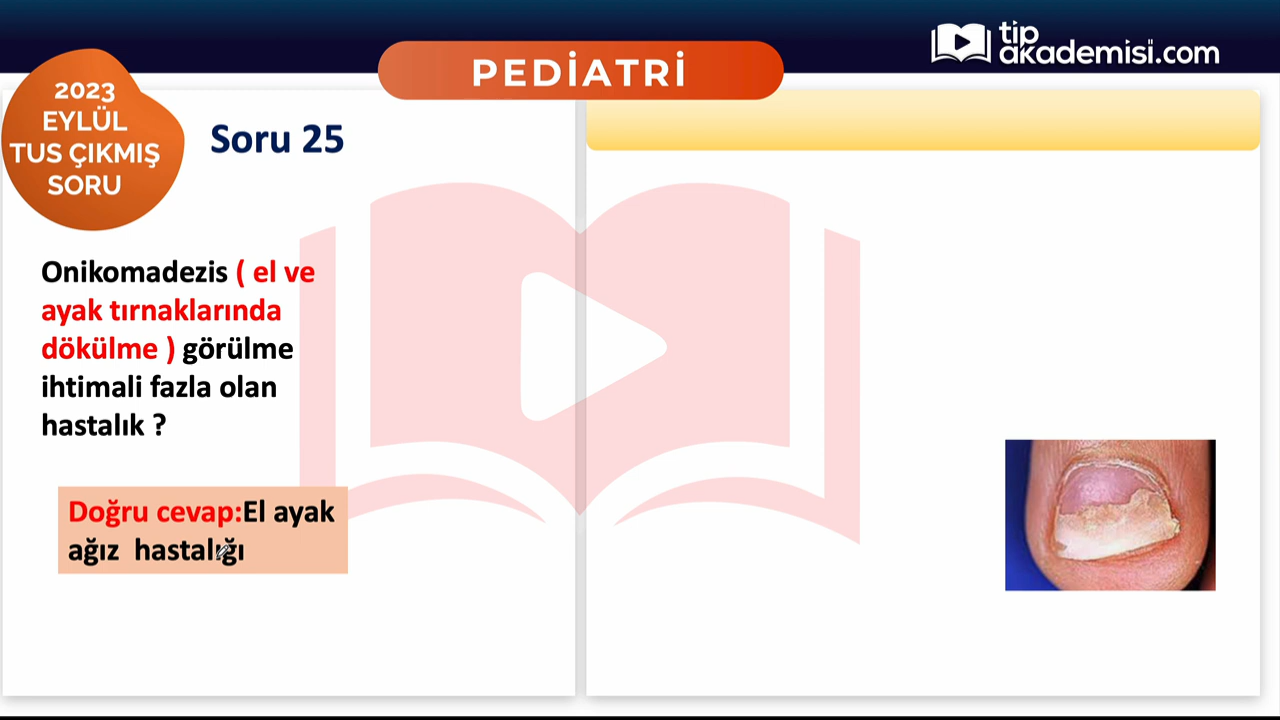 tip
akademisi.com
PEDİATRİ
2023
EYLÜL
TUS ÇIKMIŞ
SORU
Soru 25
Onikomadezis ( el ve
ayak tırnaklarında
dökülme ) görülme
ihtimali fazla olan
hastalık ?
Doğru cevap:El ayak
ağız hastalığı